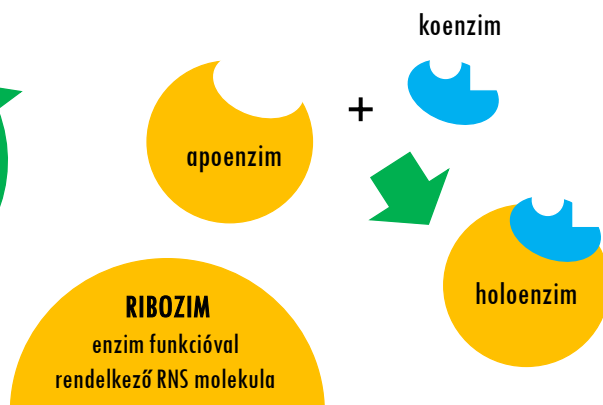 koenzim
+
apoenzim
holoenzim
RIBOZIM
enzim funkcióval
rendelkező RNS molekula